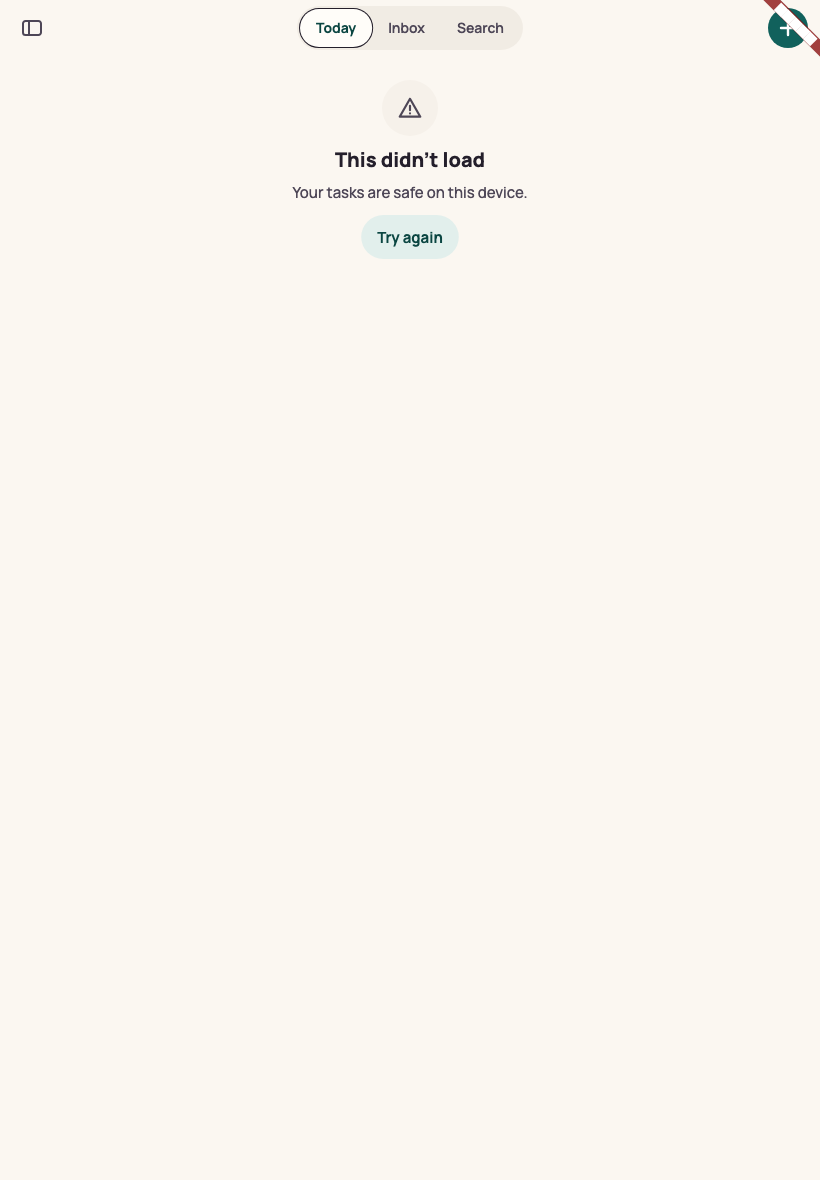 Today
Inbox
Search
This didn't load
Your tasks are safe on this device.
Try again